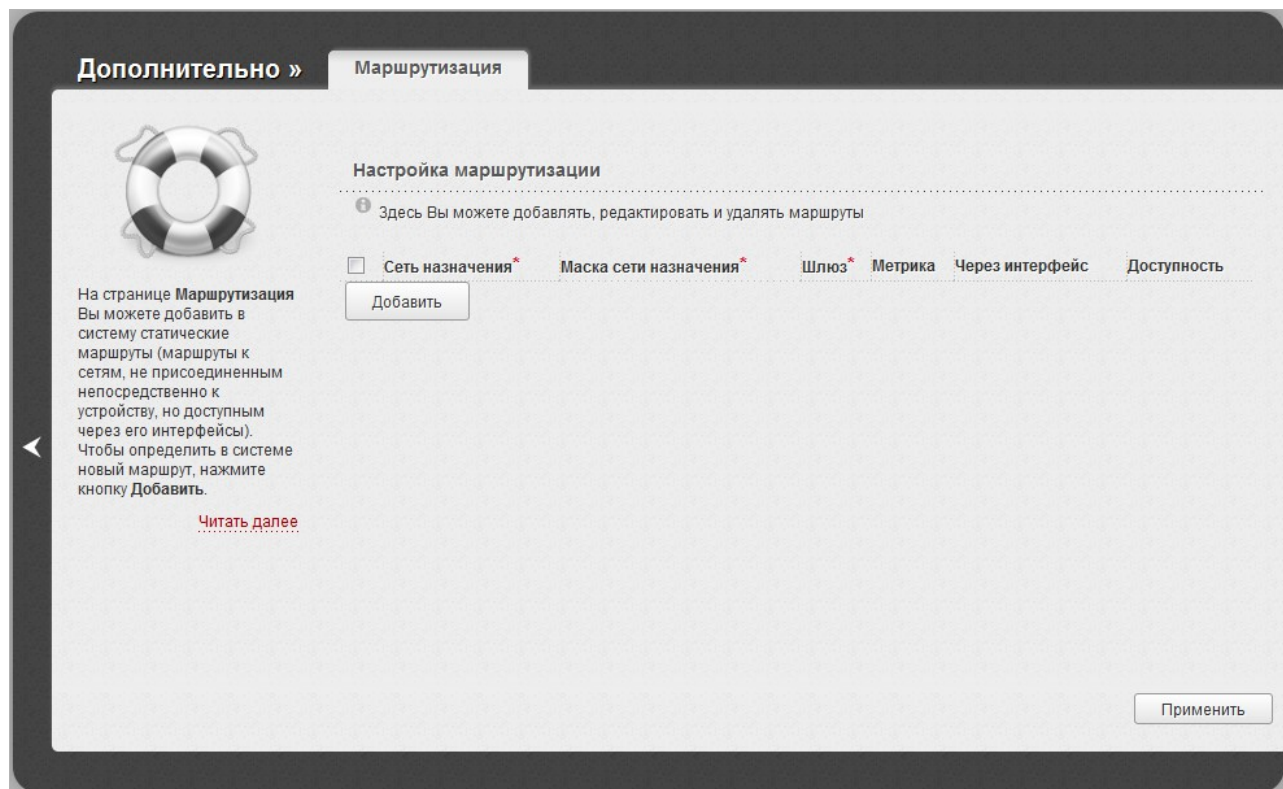 Дополнительно »
Маршрутизация
На странице Маршрутизация
Вы можете добавить в
систему статические
маршруты (маршруты к
сетям, не присоединенным
непосредственно к
устройству, но доступным
через его интерфейсы).
Чтобы определить в системе
новый маршрут, нажмите
кнопку Добавить.
Читать далее
Настройка маршрутизации
Здесь Вы можете добавлять, редактировать и удалять маршруты
Сеть назначения* Маска сети назначения* Шлюз* Метрика Через интерфейс Доступность
Добавить
Применить